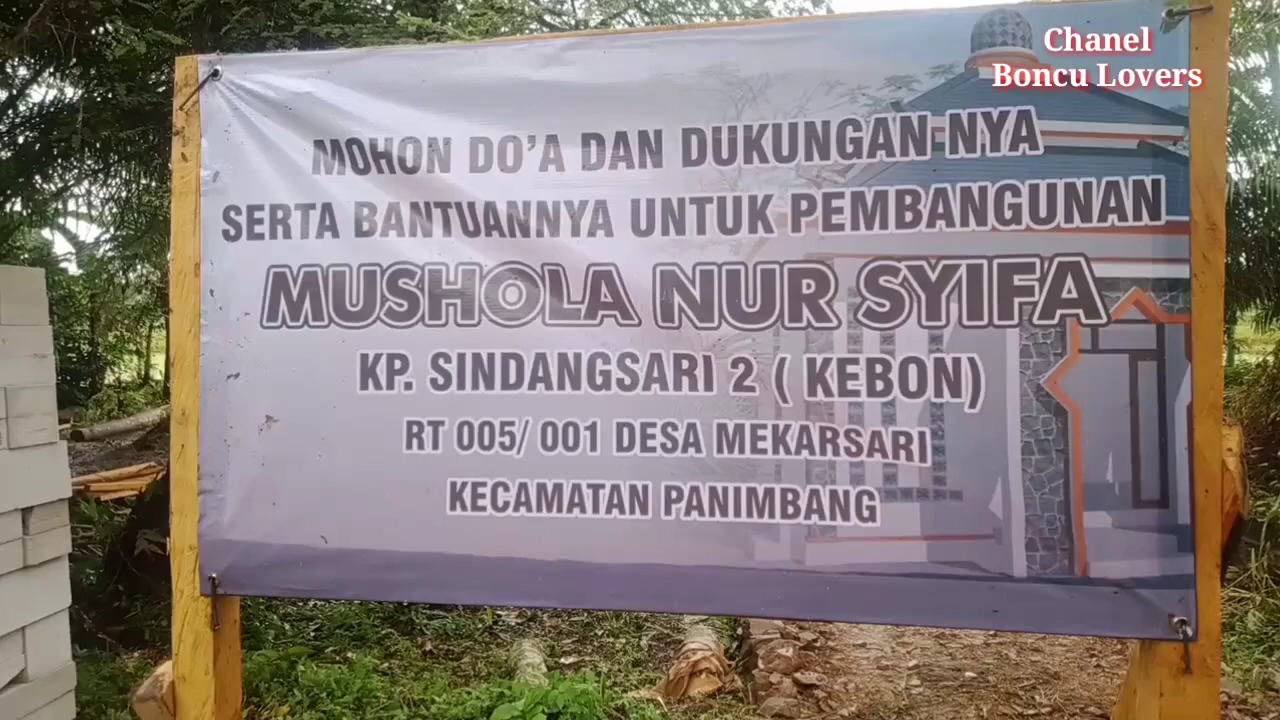 Chanel
Boncu Lovers
MOHON DO'A DAN DUKUNGAN NYA
SERTA BANTUANNYA UNTUK PEMBANGUNAN
MUSHOLA NUR SYIFA
KP. SINDANGSARI 2 ( KEBON)
RT 005/ 001 DESA MEKARSARI
KECAMATAN PANIMBANG